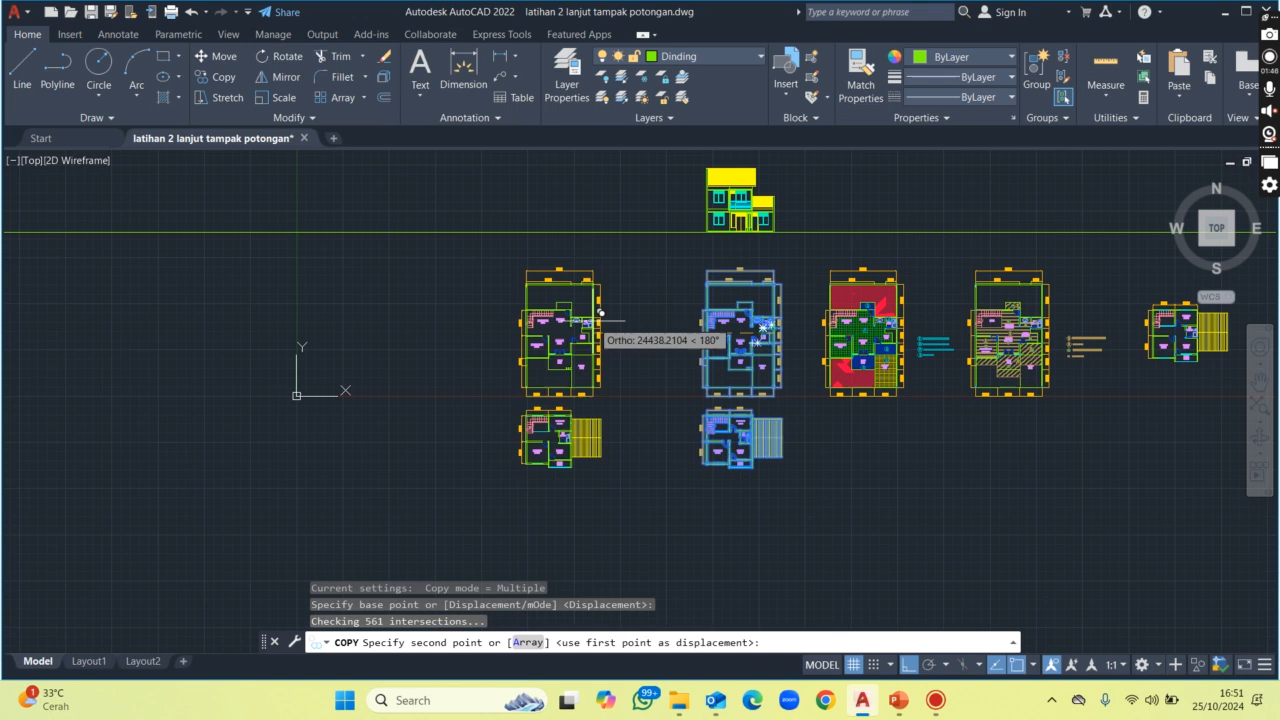 Share
Autodesk AutoCAD 2022 latihan 2 lanjut tampak potongan.dwg
Type a keyword or phrase
Sign In
Home Insert Annotate Parametric View Manage Output Add-ins Collaborate Express Tools Featured Apps
Line Polyline Circle Arc
Move Rotate Trim
Copy Mirror Fillet
Stretch Scale Array
Text Dimension Table
Layer Properties
Dinding
Insert
Match Properties
ByLayer
ByLayer
ByLayer
Group
Measure
Paste
Base
Draw Modify Annotation Layers Block Properties Groups Utilities Clipboard View
01:46
Start
latihan 2 lanjut tampak potongan*
[−][Top][2D Wireframe]
N
W TOP E
S
WCS
Y
X
Ortho: 24438.2104 < 180°
Current settings: Copy mode = Multiple
Specify base point or [Displacement/mOde] <Displacement>:
Checking 561 intersections...
COPY Specify second point or [Array] <use first point as displacement>:
Model Layout1 Layout2
MODEL
1:1
1
33°C
Cerah
Search
99+
zoom
16:51
25/10/2024